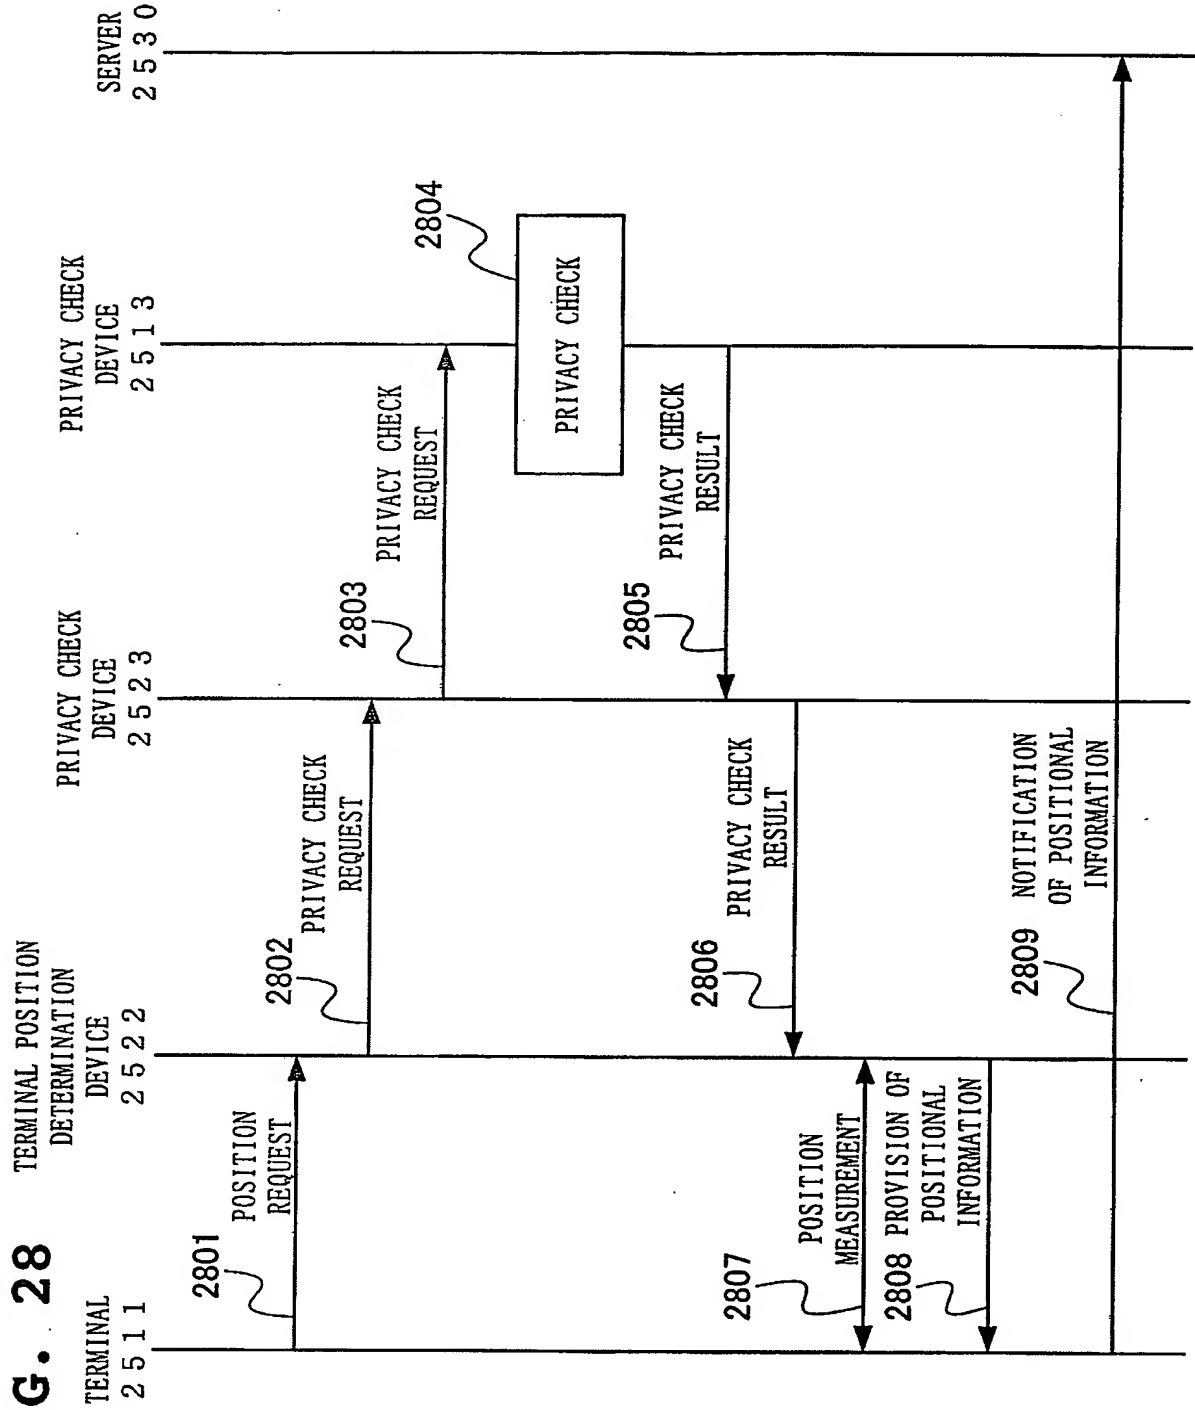 G. 28
TERMINAL
2511
TERMINAL POSITION
DETERMINATION
DEVICE
2522
PRIVACY CHECK
DEVICE
2523
PRIVACY CHECK
DEVICE
2513
SERVER
2530
2801
POSITION
REQUEST
2802
PRIVACY CHECK
REQUEST
2803
PRIVACY CHECK
REQUEST
2804
PRIVACY CHECK
2805
PRIVACY CHECK
RESULT
2806
PRIVACY CHECK
RESULT
2807
POSITION
MEASUREMENT
2808
PROVISION OF
POSITIONAL
INFORMATION
2809
NOTIFICATION
OF POSITIONAL
INFORMATION